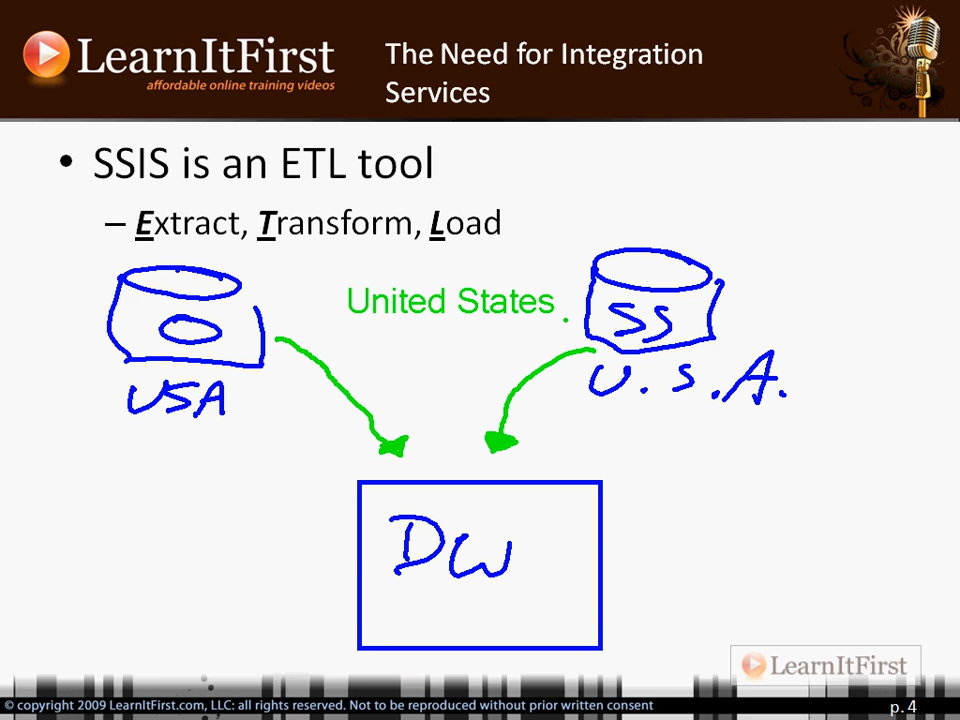 LearnItFirst
affordable online training videos
The Need for Integration
Services
• SSIS is an ETL tool
– Extract, Transform, Load
United States .
O
SS
USA
U.S.A.
DW
LearnItFirst
© copyright 2009 LearnItFirst.com, LLC: all rights reserved. Not to be reproduced without prior written consent
p. 4